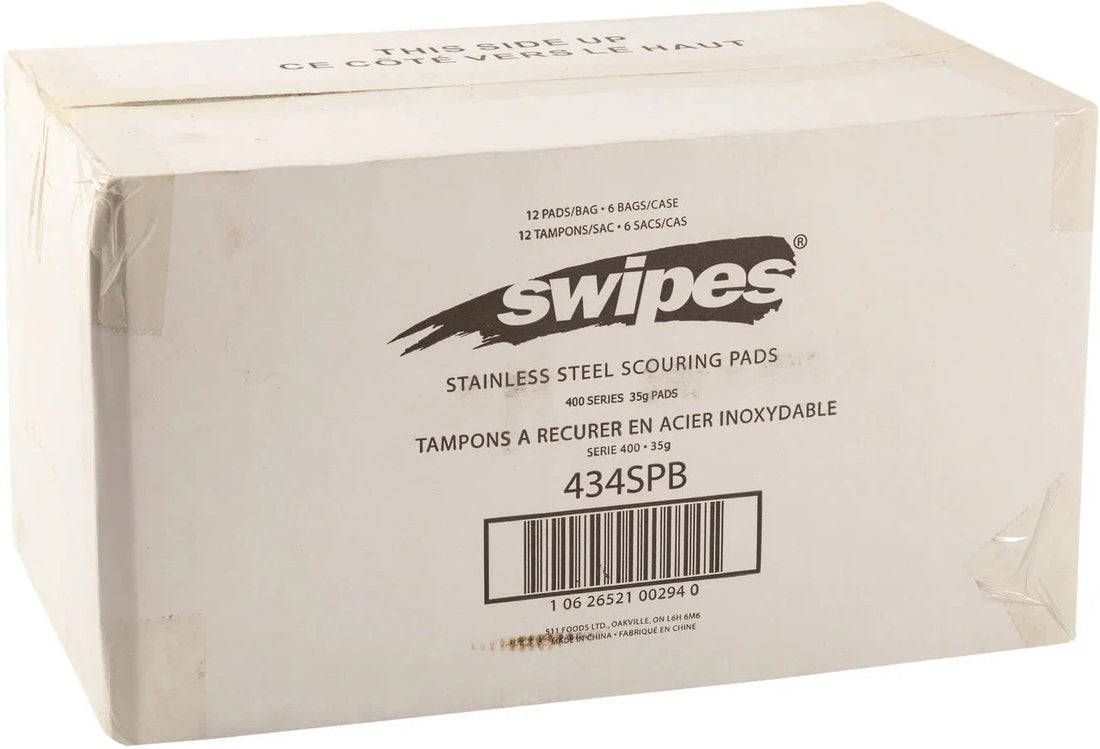 THIS SIDE UP
CE CÔTÉ VERS LE HAUT
12 PADS/BAG • 6 BAGS/CASE
12 TAMPONS/SAC • 6 SACS/CAS
swipes®
STAINLESS STEEL SCOURING PADS
400 SERIES 35g PADS
TAMPONS A RECURER EN ACIER INOXYDABLE
SERIE 400 • 35g
434SPB
1 06 26521 00294 0
511 FOODS LTD., OAKVILLE, ON L6H 6M6
MADE IN CHINA • FABRIQUÉ EN CHINE